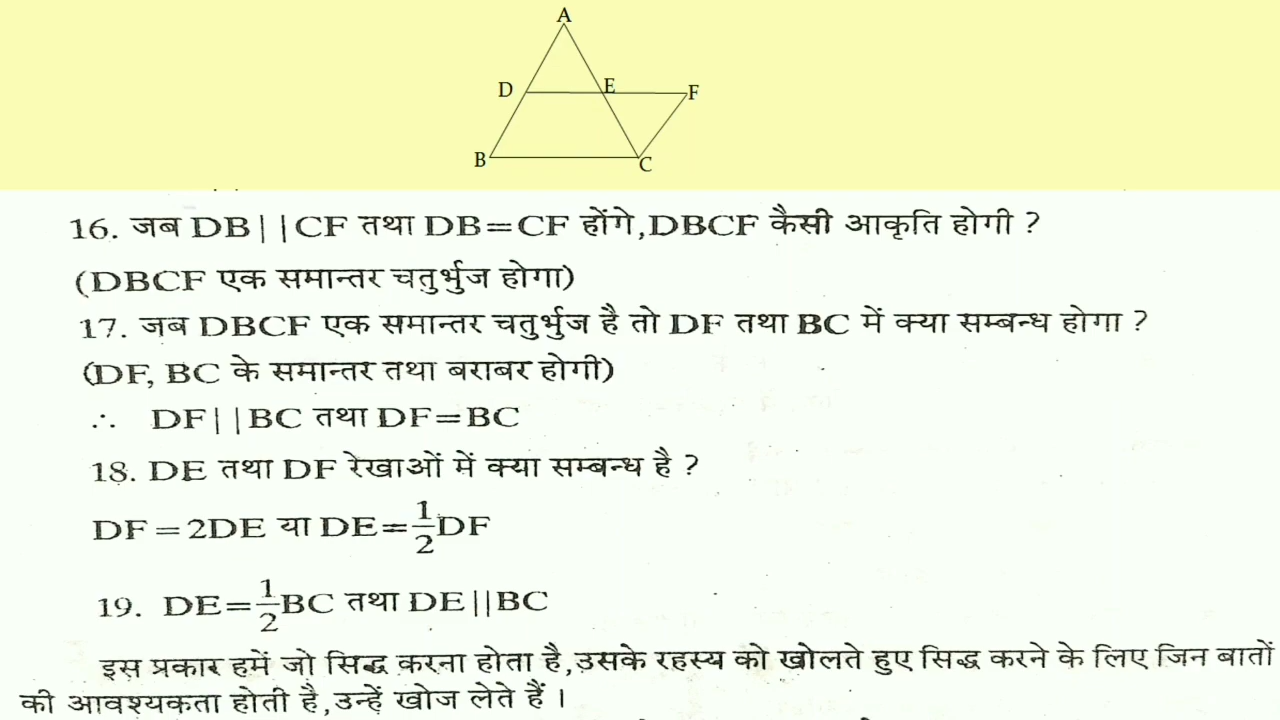 A
D E F
B C
16. जब DB||CF तथा DB=CF होंगे,DBCF कैसी आकृति होगी ?
(DBCF एक समान्तर चतुर्भुज होगा)
17. जब DBCF एक समान्तर चतुर्भुज है तो DF तथा BC में क्या सम्बन्ध होगा ?
(DF, BC के समान्तर तथा बराबर होगी)
∴ DF||BC तथा DF=BC
18. DE तथा DF रेखाओं में क्या सम्बन्ध है ?
DF=2DE या DE=1/2DF
19. DE=1/2BC तथा DE||BC
इस प्रकार हमें जो सिद्ध करना होता है,उसके रहस्य को खोलते हुए सिद्ध करने के लिए जिन बातों
की आवश्यकता होती है,उन्हें खोज लेते हैं ।